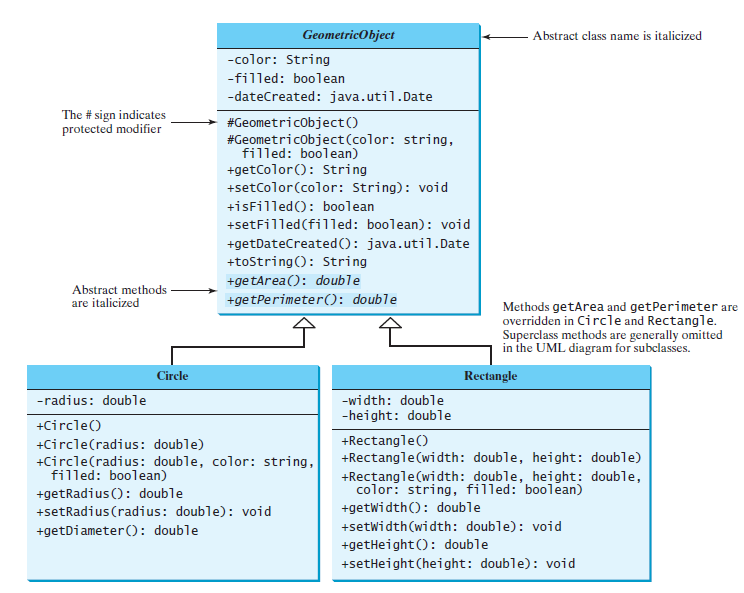 GeometricObject
Abstract class name is italicized
-color: String
-filled: boolean
-dateCreated: java.util.Date
The # sign indicates
protected modifier
#GeometricObject()
#GeometricObject(color: string,
filled: boolean)
+getColor(): String
+setColor(color: String): void
+isFilled(): boolean
+setFilled(filled: boolean): void
+getDateCreated(): java.util.Date
+toString(): String
Abstract methods
are italicized
+getArea(): double
+getPerimeter(): double
Methods getArea and getPerimeter are
overridden in Circle and Rectangle.
Superclass methods are generally omitted
in the UML diagram for subclasses.
Circle
-radius: double
+Circle()
+Circle(radius: double)
+Circle(radius: double, color: string,
filled: boolean)
+getRadius(): double
+setRadius(radius: double): void
+getDiameter(): double
Rectangle
-width: double
-height: double
+Rectangle()
+Rectangle(width: double, height: double)
+Rectangle(width: double, height: double,
color: string, filled: boolean)
+getWidth(): double
+setWidth(width: double): void
+getHeight(): double
+setHeight(height: double): void